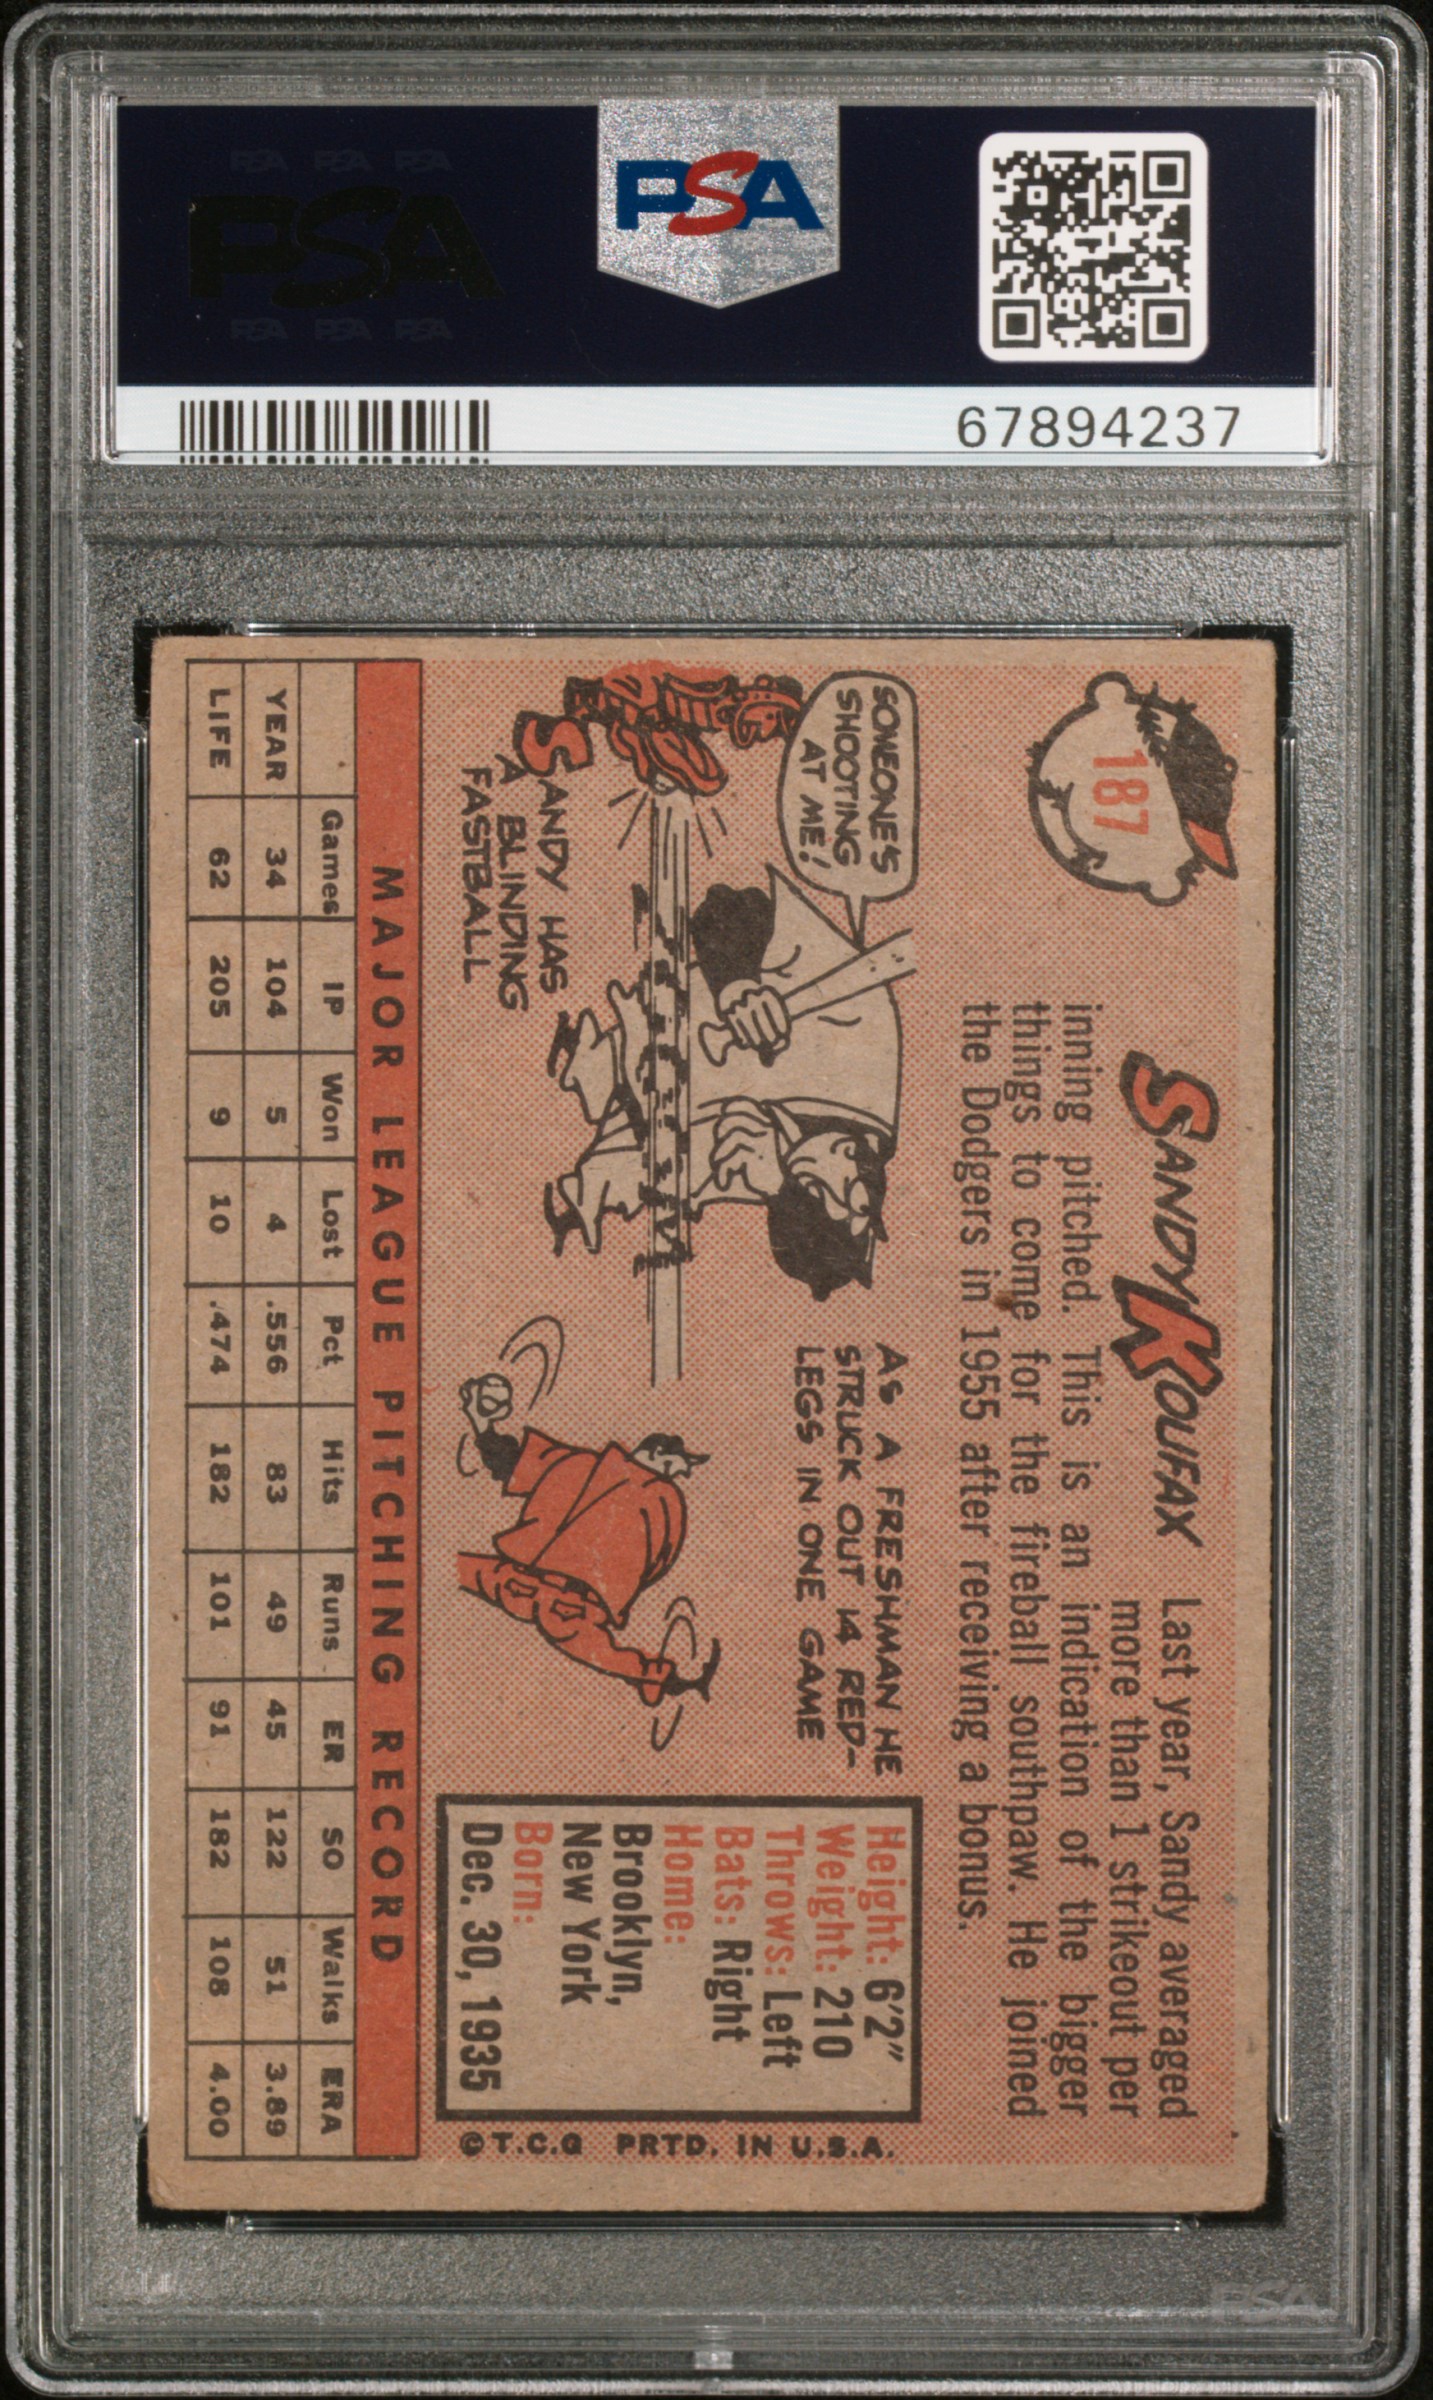 PSA PSA PSA
PSA
PSA PSA PSA
PSA
67894237
187
SANDY KOUFAX
Last year, Sandy averaged
more than 1 strikeout per
inning pitched. This is an indication of the bigger
things to come for the fireball southpaw. He joined
the Dodgers in 1955 after receiving a bonus.
SOMEONE'S
SHOOTING
AT ME!
SANDY HAS
A BLINDING
FASTBALL
AS A FRESHMAN HE
STRUCK OUT 14 RED-
LEGS IN ONE GAME
Height: 6'2"
Weight: 210
Throws: Left
Bats: Right
Home:
Brooklyn,
New York
Born:
Dec. 30, 1935
© T.C.G PRTD. IN U.S.A.
MAJOR LEAGUE PITCHING RECORD
Games IP Won Lost Pct Hits Runs ER SO Walks ERA
YEAR 34 104 5 4 .556 83 49 45 122 51 3.89
LIFE 62 205 9 10 .474 182 101 91 182 108 4.00
PSA